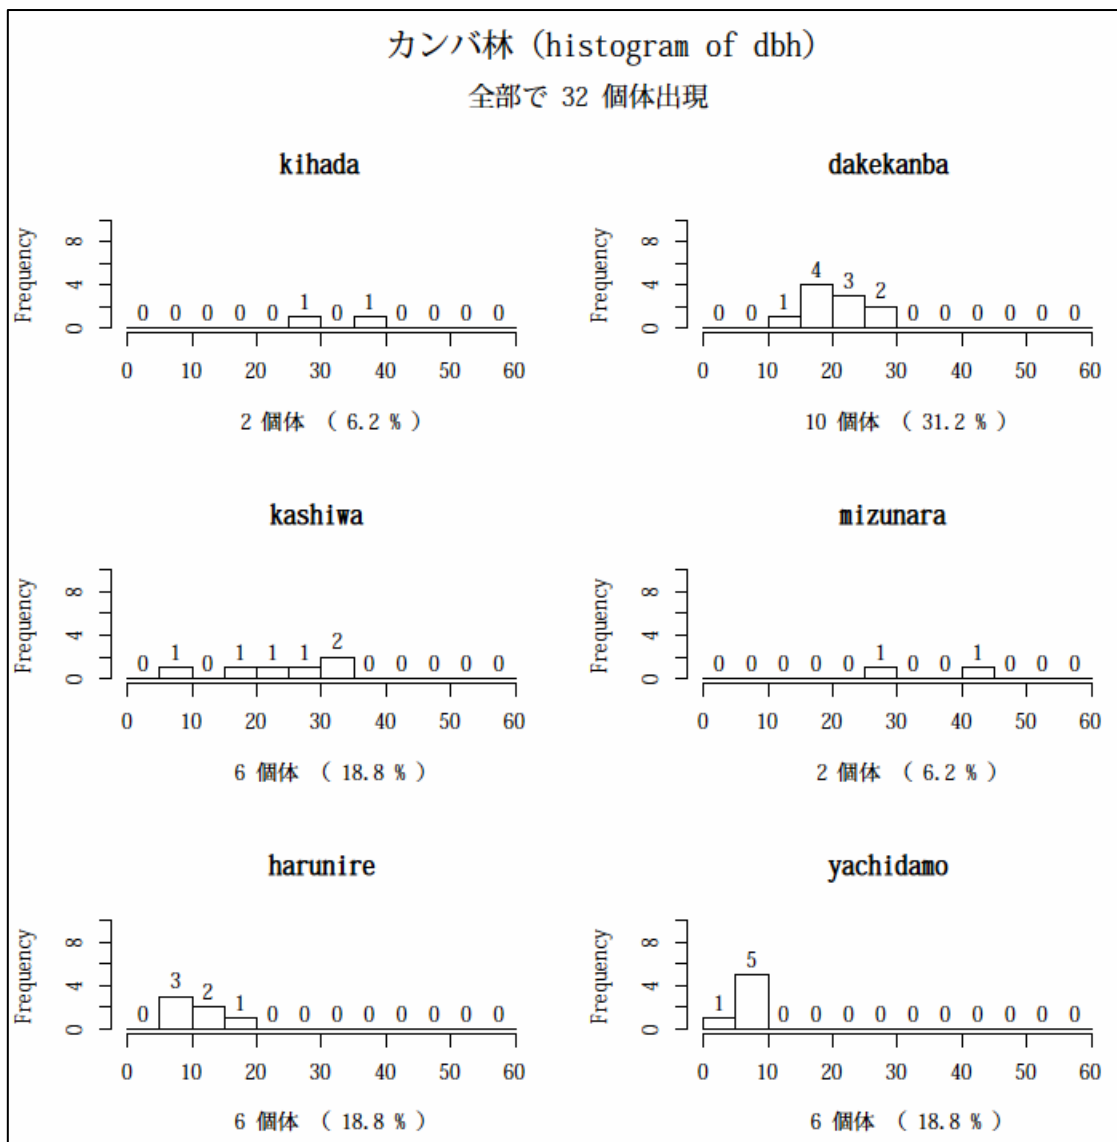 カンバ林 (histogram of dbh)
全部で 32 個体出現
kihada
Frequency
0 4 8
0 0 0 0 0 1 0 1 0 0 0 0
0 10 20 30 40 50 60
2 個体 ( 6.2 % )
dakekanba
Frequency
0 4 8
0 0 1 4 3 2 0 0 0 0 0 0
0 10 20 30 40 50 60
10 個体 ( 31.2 % )
kashiwa
Frequency
0 4 8
0 1 0 1 1 1 2 0 0 0 0 0
0 10 20 30 40 50 60
6 個体 ( 18.8 % )
mizunara
Frequency
0 4 8
0 0 0 0 0 1 0 0 1 0 0 0
0 10 20 30 40 50 60
2 個体 ( 6.2 % )
harunire
Frequency
0 4 8
0 3 2 1 0 0 0 0 0 0 0 0
0 10 20 30 40 50 60
6 個体 ( 18.8 % )
yachidamo
Frequency
0 4 8
1 5 0 0 0 0 0 0 0 0 0 0
0 10 20 30 40 50 60
6 個体 ( 18.8 % )